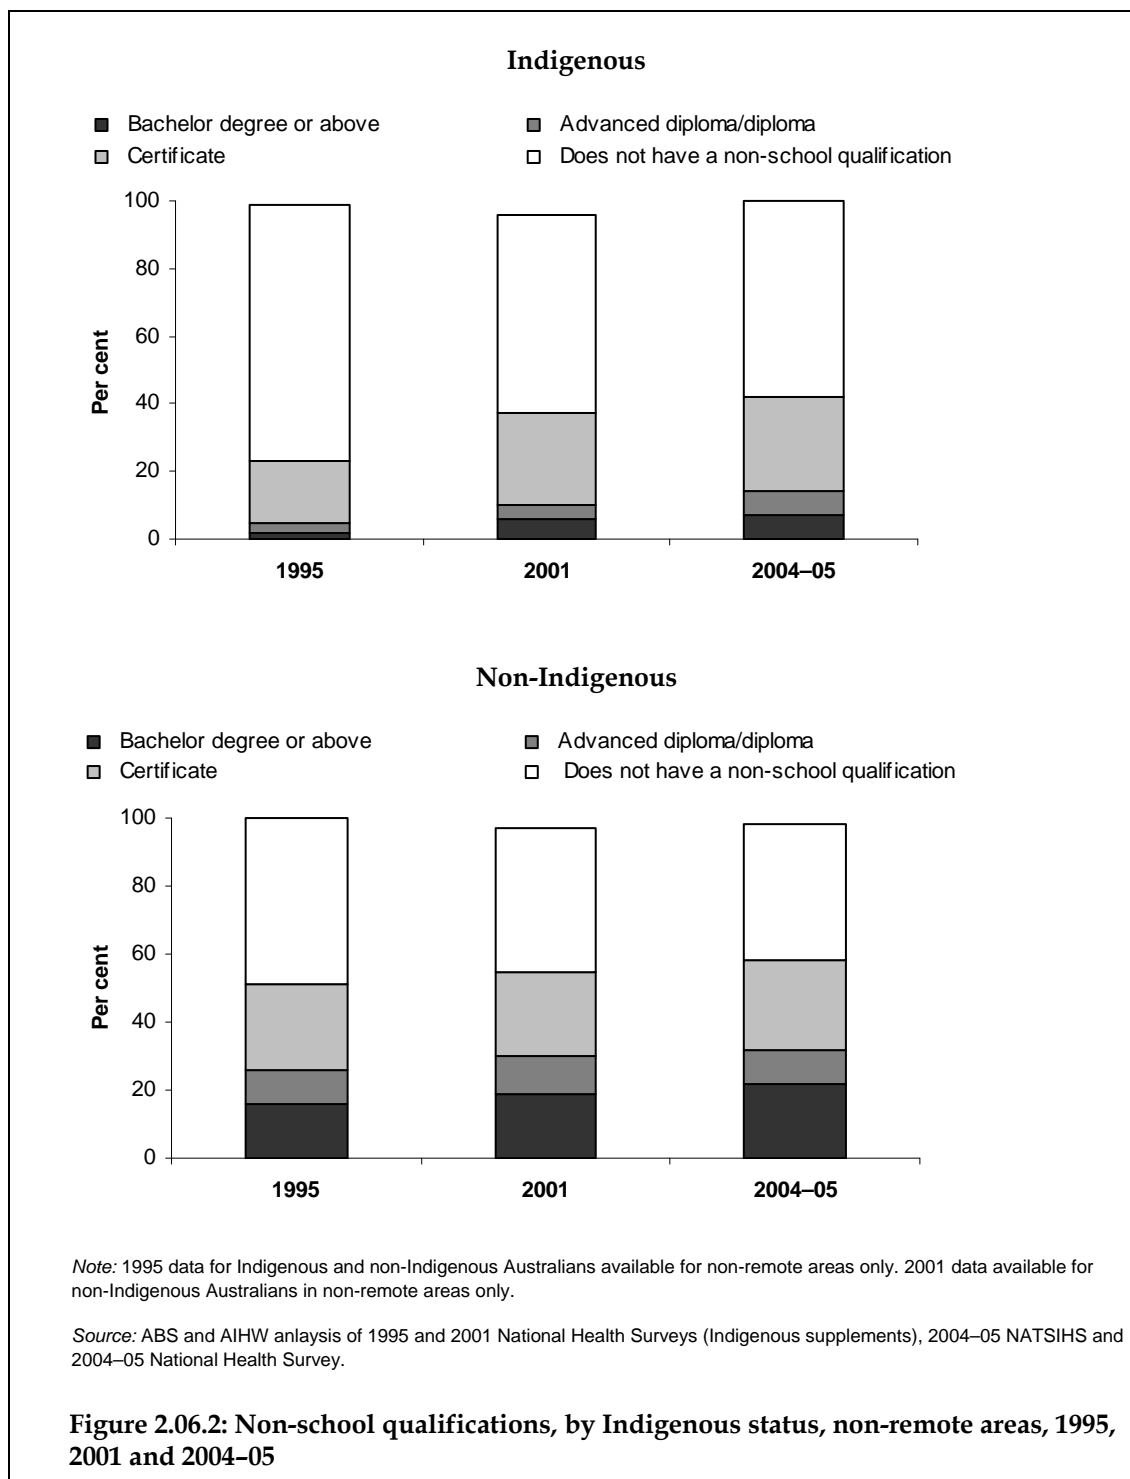 Indigenous
Bachelor degree or above
Advanced diploma/diploma
Certificate
Does not have a non-school qualification
100
80
60
40
20
0
Per cent
1995
2001
2004–05
Non-Indigenous
Bachelor degree or above
Advanced diploma/diploma
Certificate
Does not have a non-school qualification
100
80
60
40
20
0
Per cent
1995
2001
2004–05
Note: 1995 data for Indigenous and non-Indigenous Australians available for non-remote areas only. 2001 data available for
non-Indigenous Australians in non-remote areas only.
Source: ABS and AIHW anlaysis of 1995 and 2001 National Health Surveys (Indigenous supplements), 2004–05 NATSIHS and
2004–05 National Health Survey.
Figure 2.06.2: Non-school qualifications, by Indigenous status, non-remote areas, 1995,
2001 and 2004–05